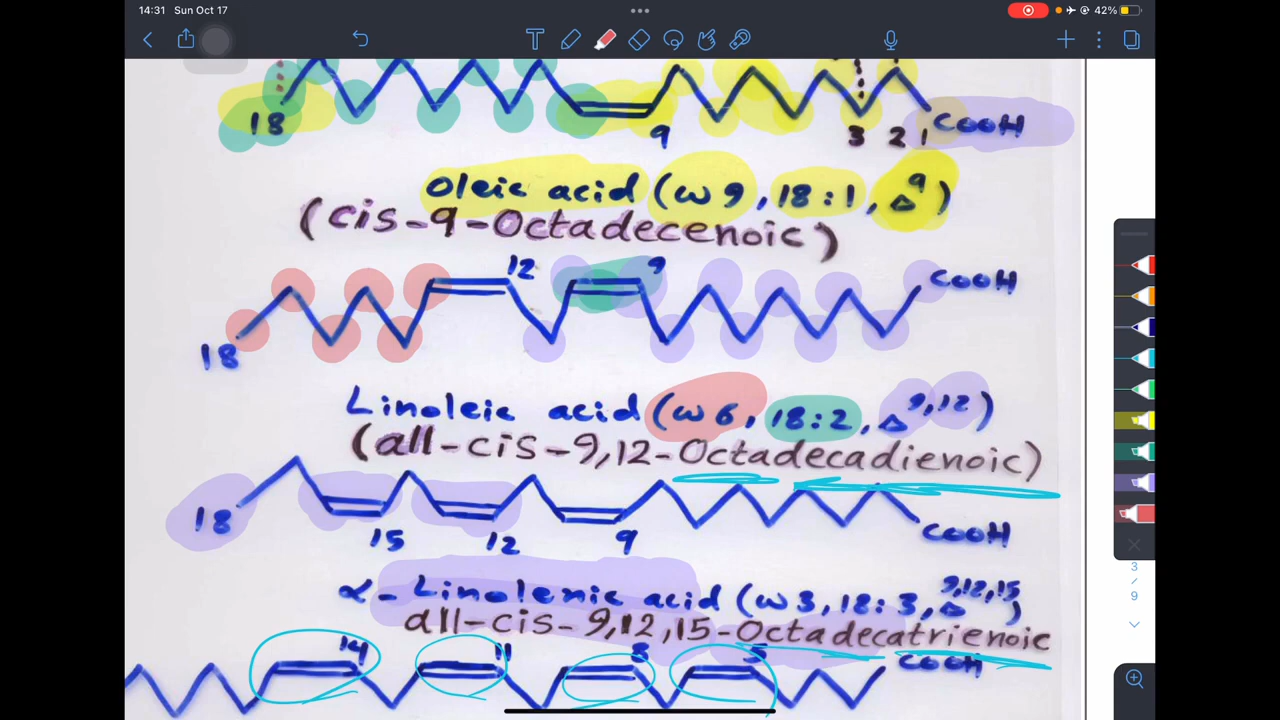 14:31 Sun Oct 17
42%
18 9 3 2 1 COOH
Oleic acid (ω9, 18:1, Δ⁹)
(cis-9-Octadecenoic)
18 12 9 COOH
Linoleic acid (ω6, 18:2, Δ⁹,¹²)
(all-cis-9,12-Octadecadienoic)
18 15 12 9 COOH
α-Linolenic acid (ω3, 18:3, Δ⁹,¹²,¹⁵)
all-cis-9,12,15-Octadecatrienoic
14 11 8 5 COOH
3
/
9